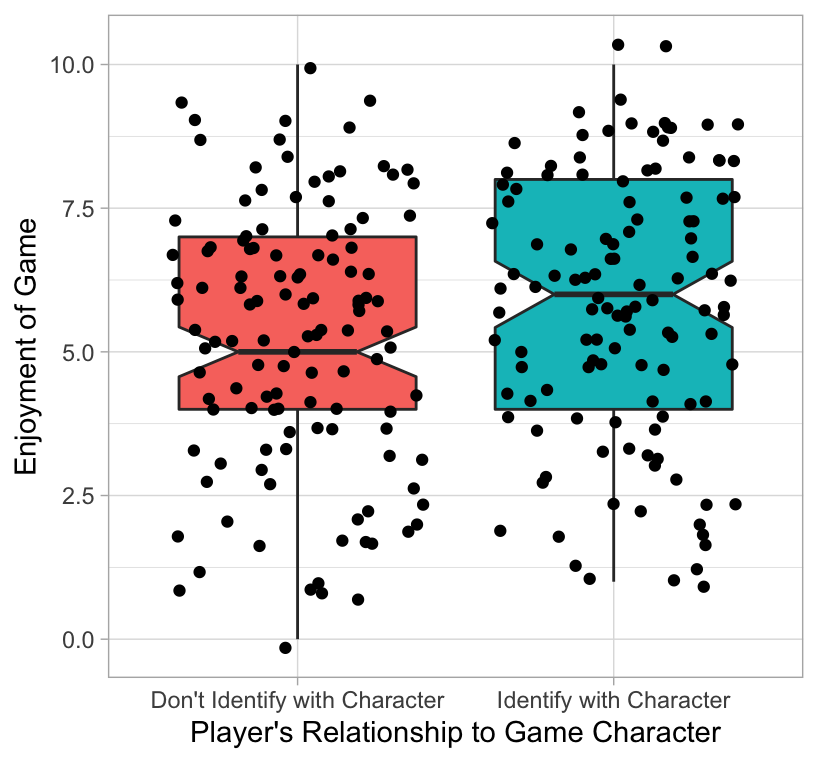 Enjoyment of Game
10.0
7.5
5.0
2.5
0.0
Don't Identify with Character
Identify with Character
Player's Relationship to Game Character